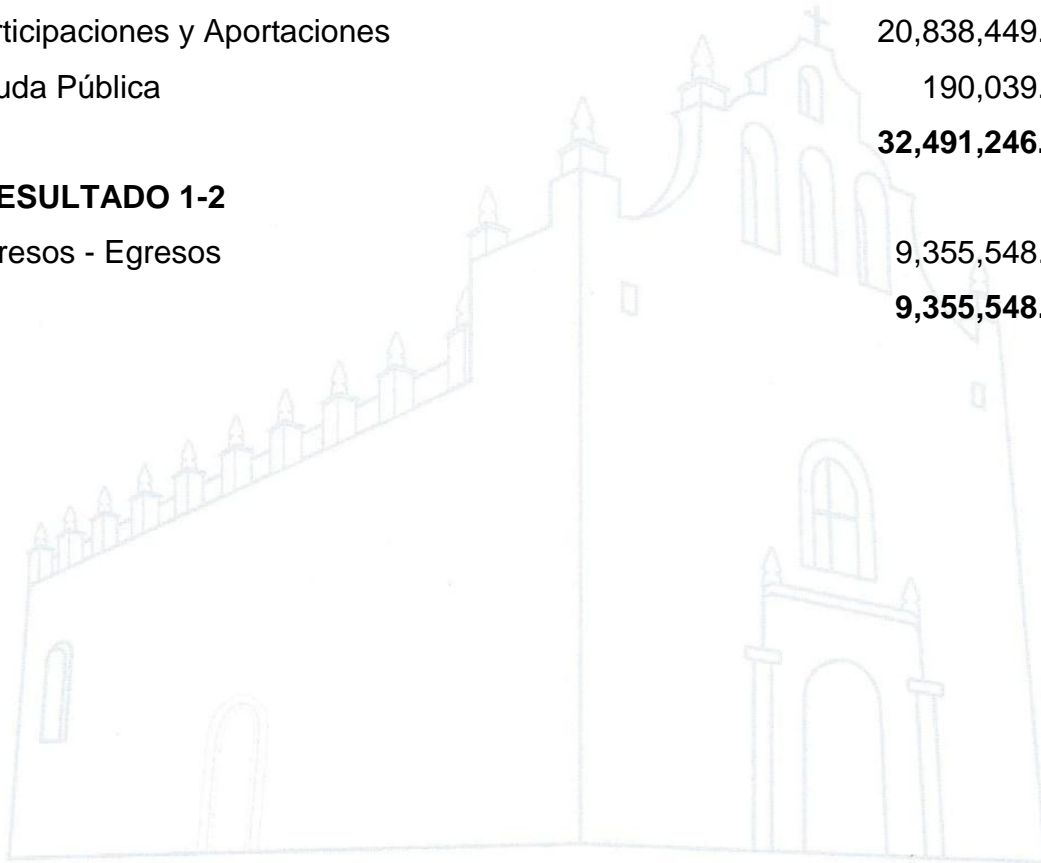 rticipaciones y Aportaciones 20,838,449.
uda Pública 190,039.
32,491,246.
ESULTADO 1-2
resos - Egresos 9,355,548.
9,355,548.